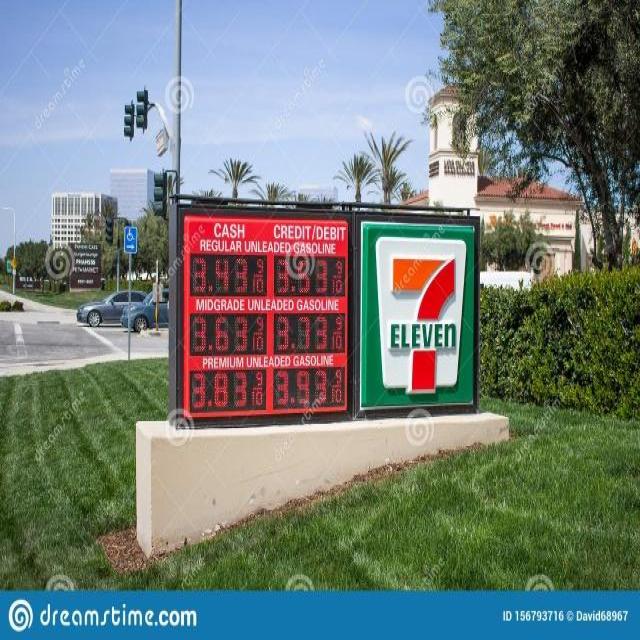 CASH CREDIT/DEBIT
REGULAR UNLEADED GASOLINE
3.43 9/10
MIDGRADE UNLEADED GASOLINE
3.63 9/10 3.73 9/10
PREMIUM UNLEADED GASOLINE
3.83 9/10 3.93 9/10
7
ELEVEN
dreamstime.com
ID 156793716 © David68967